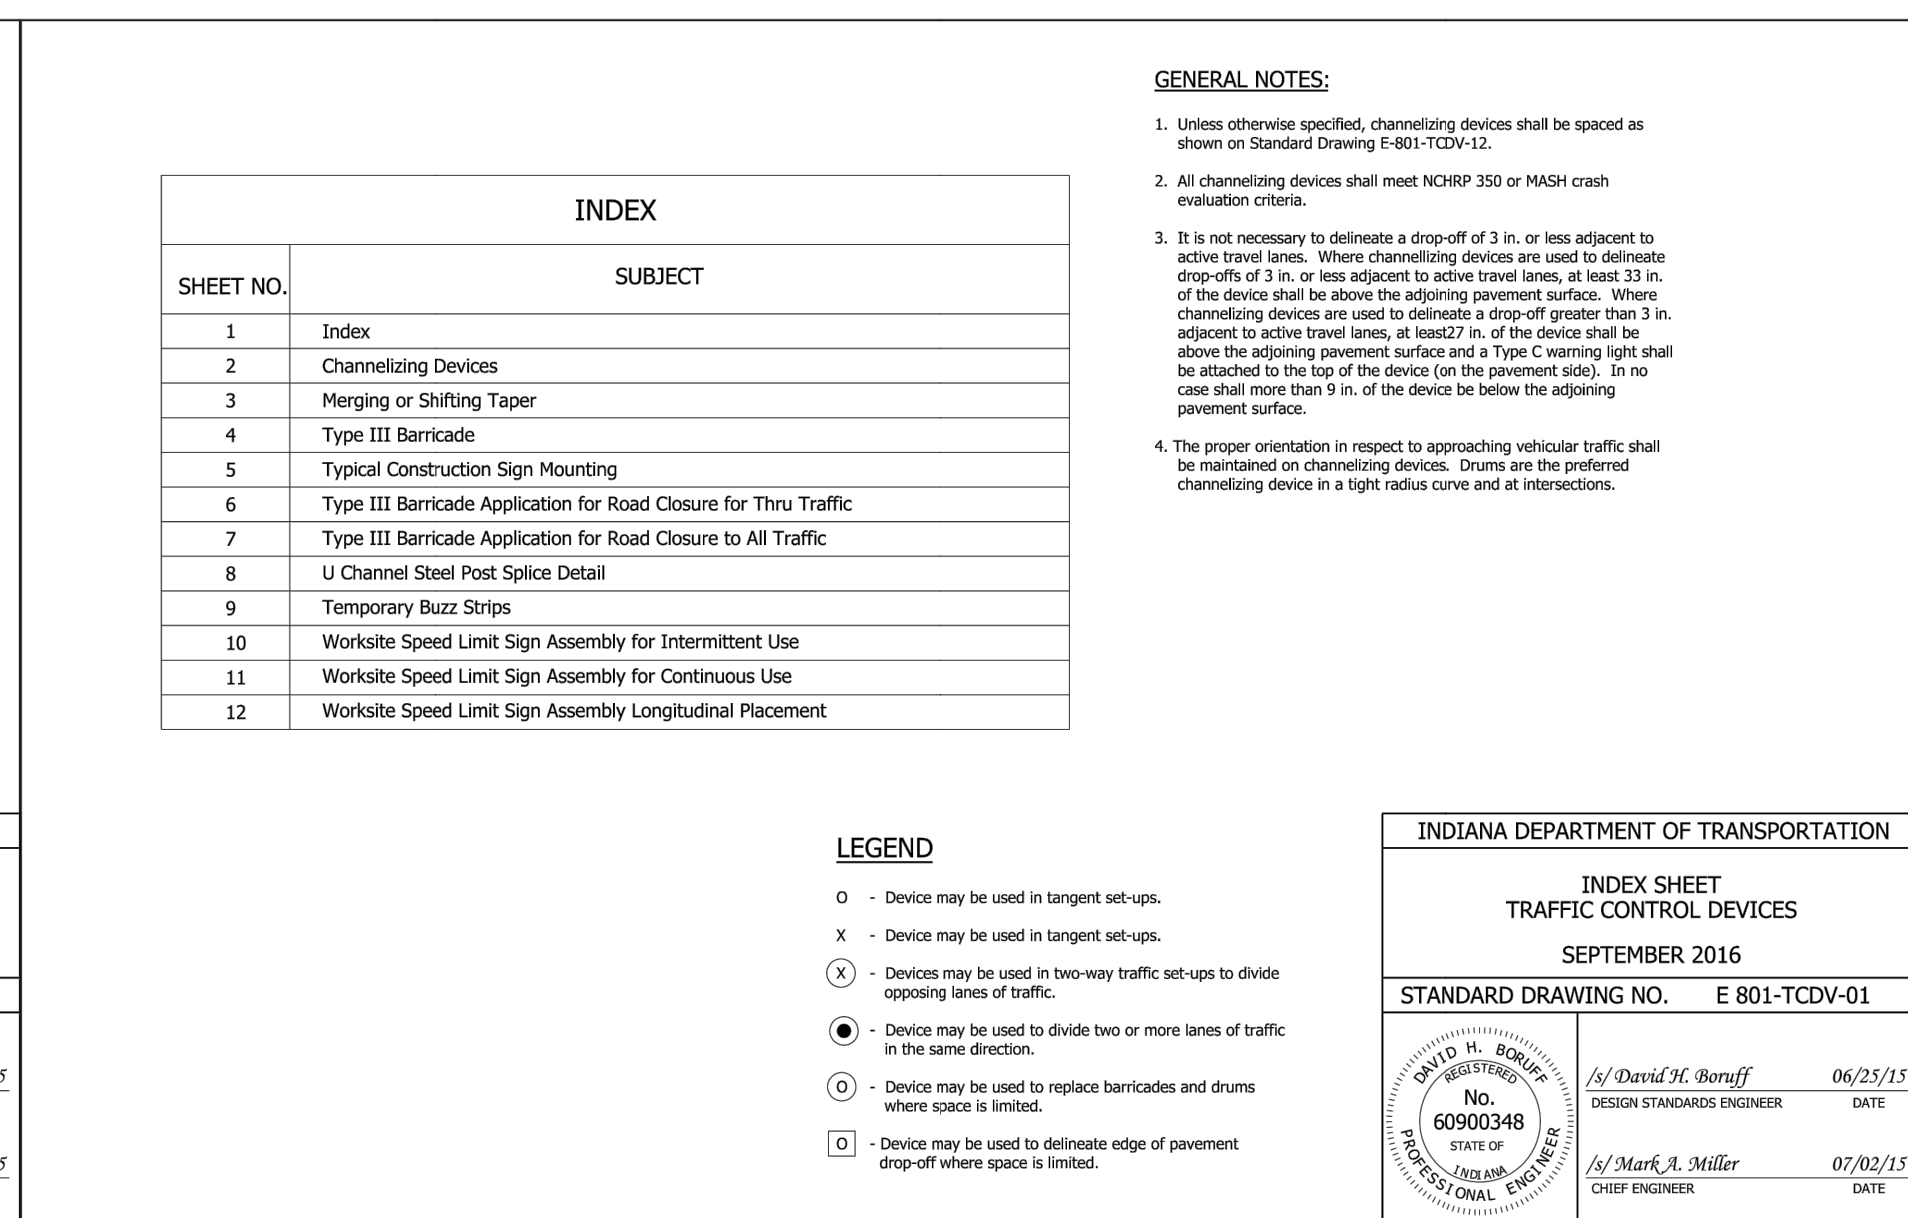 GENERAL NOTES:
1. Unless otherwise specified, channelizing devices shall be spaced as
shown on Standard Drawing E-801-TCDV-12.
2. All channelizing devices shall meet NCHRP 350 or MASH crash
evaluation criteria.
3. It is not necessary to delineate a drop-off of 3 in. or less adjacent to
active travel lanes. Where channellizing devices are used to delineate
drop-offs of 3 in. or less adjacent to active travel lanes, at least 33 in.
of the device shall be above the adjoining pavement surface. Where
channelizing devices are used to delineate a drop-off greater than 3 in.
adjacent to active travel lanes, at least27 in. of the device shall be
above the adjoining pavement surface and a Type C warning light shall
be attached to the top of the device (on the pavement side). In no
case shall more than 9 in. of the device be below the adjoining
pavement surface.
4. The proper orientation in respect to approaching vehicular traffic shall
be maintained on channelizing devices. Drums are the preferred
channelizing device in a tight radius curve and at intersections.
INDEX
SHEET NO. SUBJECT
1 Index
2 Channelizing Devices
3 Merging or Shifting Taper
4 Type III Barricade
5 Typical Construction Sign Mounting
6 Type III Barricade Application for Road Closure for Thru Traffic
7 Type III Barricade Application for Road Closure to All Traffic
8 U Channel Steel Post Splice Detail
9 Temporary Buzz Strips
10 Worksite Speed Limit Sign Assembly for Intermittent Use
11 Worksite Speed Limit Sign Assembly for Continuous Use
12 Worksite Speed Limit Sign Assembly Longitudinal Placement
LEGEND
O - Device may be used in tangent set-ups.
X - Device may be used in tangent set-ups.
X - Devices may be used in two-way traffic set-ups to divide
opposing lanes of traffic.
- Device may be used to divide two or more lanes of traffic
in the same direction.
O - Device may be used to replace barricades and drums
where space is limited.
O - Device may be used to delineate edge of pavement
drop-off where space is limited.
INDIANA DEPARTMENT OF TRANSPORTATION
INDEX SHEET
TRAFFIC CONTROL DEVICES
SEPTEMBER 2016
STANDARD DRAWING NO. E 801-TCDV-01
DAVID H. BORUFF
REGISTERED
No.
60900348
STATE OF
INDIANA
PROFESSIONAL ENGINEER
/s/ David H. Boruff 06/25/15
DESIGN STANDARDS ENGINEER DATE
/s/ Mark A. Miller 07/02/15
CHIEF ENGINEER DATE
5
5